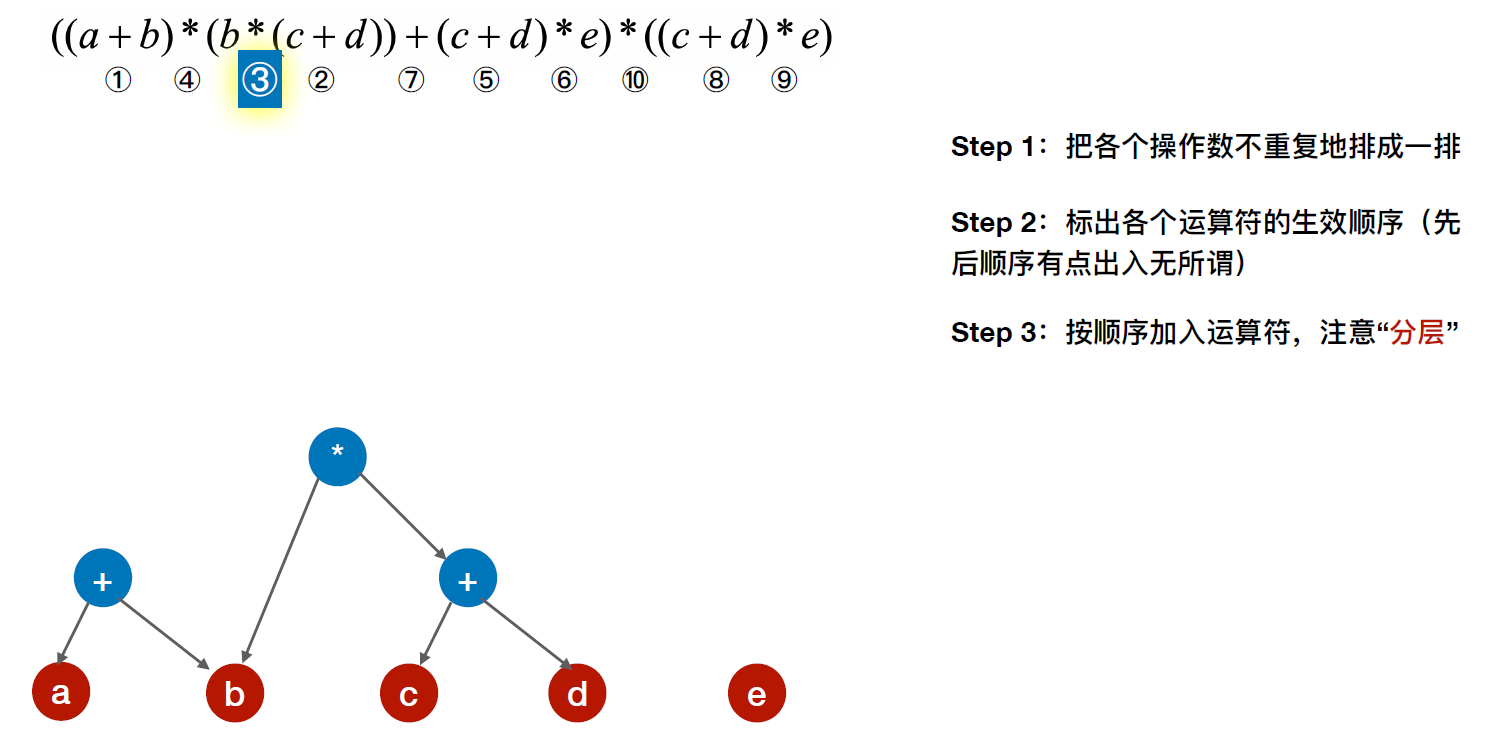 ((a+b)*(b*(c+d))+(c+d)*e)*((c+d)*e)
① ④ ③ ② ⑦ ⑤ ⑥ ⑩ ⑧ ⑨
Step 1：把各个操作数不重复地排成一排
Step 2：标出各个运算符的生效顺序（先
后顺序有点出入无所谓）
Step 3：按顺序加入运算符，注意“分层”
*
+ +
a b c d e